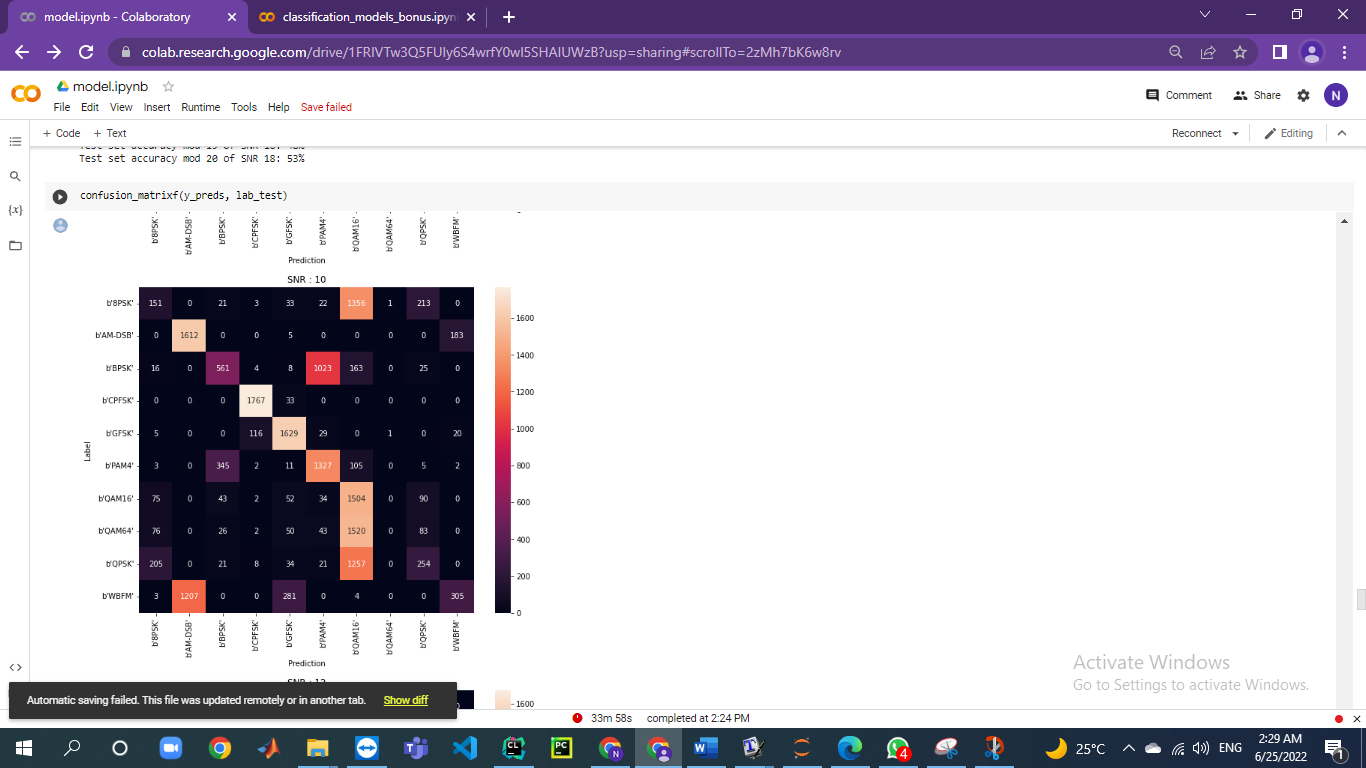 model.ipynb - Colaboratory
classification_models_bonus.ipyn
colab.research.google.com/drive/1FRIVTw3Q5FUIy6S4wrfY0wI5SHAIUWzB?usp=sharing#scrollTo=2zMh7bK6w8rv
model.ipynb
File Edit View Insert Runtime Tools Help Save failed
Comment Share N
+ Code + Text
Reconnect Editing
Test set accuracy mod 20 of SNR 18: 53%
confusion_matrixf(y_preds, lab_test)
b'8PSK' b'AM-DSB' b'BPSK' b'CPFSK' b'GFSK' b'PAM4' b'QAM16' b'QAM64' b'QPSK' b'WBFM'
Prediction
SNR : 10
b'8PSK' 151 0 21 3 33 22 1356 1 213 0
b'AM-DSB' 0 1612 0 0 5 0 0 0 0 183
b'BPSK' 16 0 561 4 8 1023 163 0 25 0
b'CPFSK' 0 0 0 1767 33 0 0 0 0 0
b'GFSK' 5 0 0 116 1629 29 0 1 0 20
b'PAM4' 3 0 345 2 11 1327 105 0 5 2
b'QAM16' 75 0 43 2 52 34 1504 0 90 0
b'QAM64' 76 0 26 2 50 43 1520 0 83 0
b'QPSK' 205 0 21 8 34 21 1257 0 254 0
b'WBFM' 3 1207 0 0 281 0 4 0 0 305
Label
1600
1400
1200
1000
800
600
400
200
0
b'8PSK' b'AM-DSB' b'BPSK' b'CPFSK' b'GFSK' b'PAM4' b'QAM16' b'QAM64' b'QPSK' b'WBFM'
Prediction
1600
Activate Windows
Go to Settings to activate Windows.
Automatic saving failed. This file was updated remotely or in another tab. Show diff
33m 58s completed at 2:24 PM
25°C ENG
2:29 AM
6/25/2022